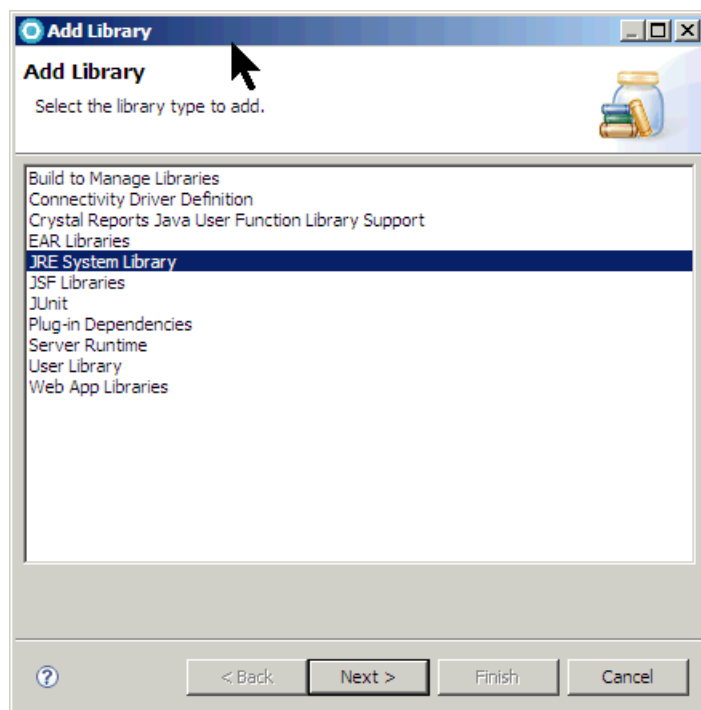 Add Library
Add Library
Select the library type to add.
Build to Manage Libraries
Connectivity Driver Definition
Crystal Reports Java User Function Library Support
EAR Libraries
JRE System Library
JSF Libraries
JUnit
Plug-in Dependencies
Server Runtime
User Library
Web App Libraries
? < Back Next > Finish Cancel